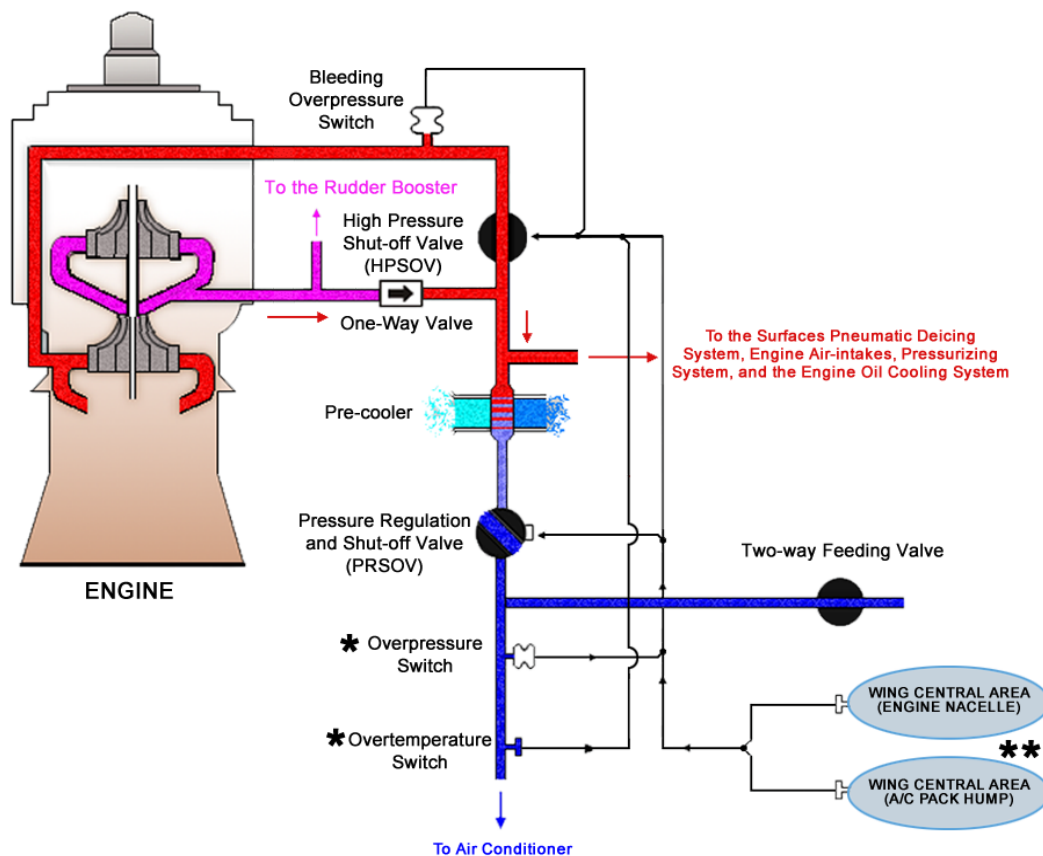 Bleeding
Overpressure
Switch
To the Rudder Booster
High Pressure
Shut-off Valve
(HPSOV)
One-Way Valve
To the Surfaces Pneumatic Deicing
System, Engine Air-intakes, Pressurizing
System, and the Engine Oil Cooling System
Pre-cooler
Pressure Regulation
and Shut-off Valve
(PRSOV)
Two-way Feeding Valve
ENGINE
* Overpressure
Switch
WING CENTRAL AREA
(ENGINE NACELLE)
* Overtemperature
Switch
**
WING CENTRAL AREA
(A/C PACK HUMP)
To Air Conditioner